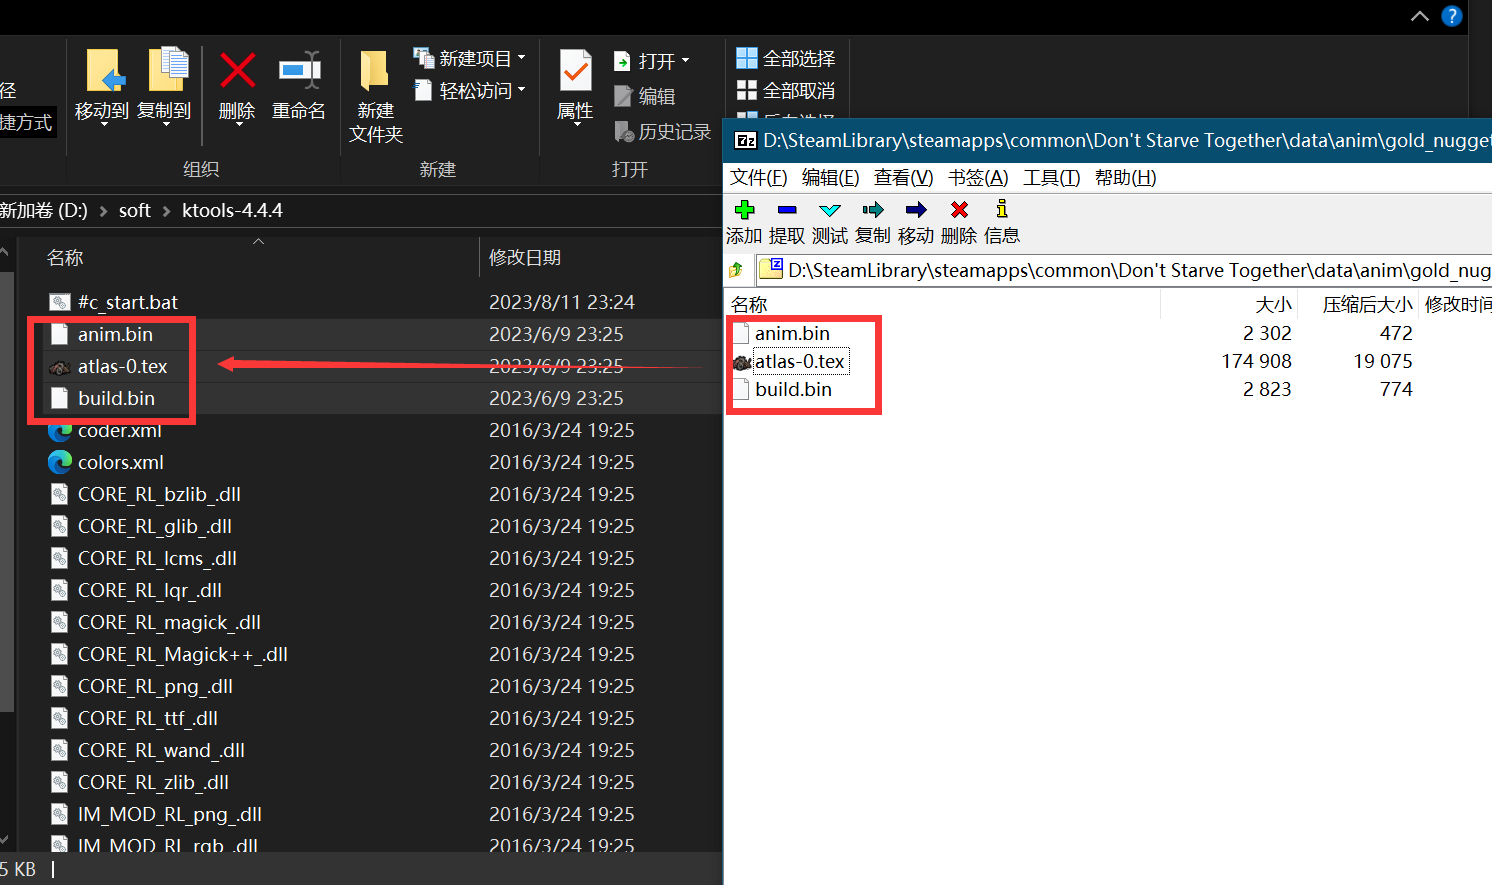 径
捷方式
移动到
复制到
删除
重命名
组织
新建
文件夹
新建项目
轻松访问
新建
属性
打开
编辑
历史记录
打开
全部选择
全部取消
反向选择
新加卷 (D:) > soft > ktools-4.4.4
名称 修改日期
#c_start.bat 2023/8/11 23:24
anim.bin 2023/6/9 23:25
atlas-0.tex 2023/6/9 23:25
build.bin 2023/6/9 23:25
coder.xml 2016/3/24 19:25
colors.xml 2016/3/24 19:25
CORE_RL_bzlib_.dll 2016/3/24 19:25
CORE_RL_glib_.dll 2016/3/24 19:25
CORE_RL_lcms_.dll 2016/3/24 19:25
CORE_RL_lqr_.dll 2016/3/24 19:25
CORE_RL_magick_.dll 2016/3/24 19:25
CORE_RL_Magick++_.dll 2016/3/24 19:25
CORE_RL_png_.dll 2016/3/24 19:25
CORE_RL_ttf_.dll 2016/3/24 19:25
CORE_RL_wand_.dll 2016/3/24 19:25
CORE_RL_zlib_.dll 2016/3/24 19:25
IM_MOD_RL_png_.dll 2016/3/24 19:25
IM_MOD_RL_rgb_.dll 2016/3/24 19:25
5 KB
7z D:\SteamLibrary\steamapps\common\Don't Starve Together\data\anim\gold_nugget
文件(F) 编辑(E) 查看(V) 书签(A) 工具(T) 帮助(H)
添加 提取 测试 复制 移动 删除 信息
D:\SteamLibrary\steamapps\common\Don't Starve Together\data\anim\gold_nug
名称 大小 压缩后大小 修改时间
anim.bin 2 302 472
atlas-0.tex 174 908 19 075
build.bin 2 823 774